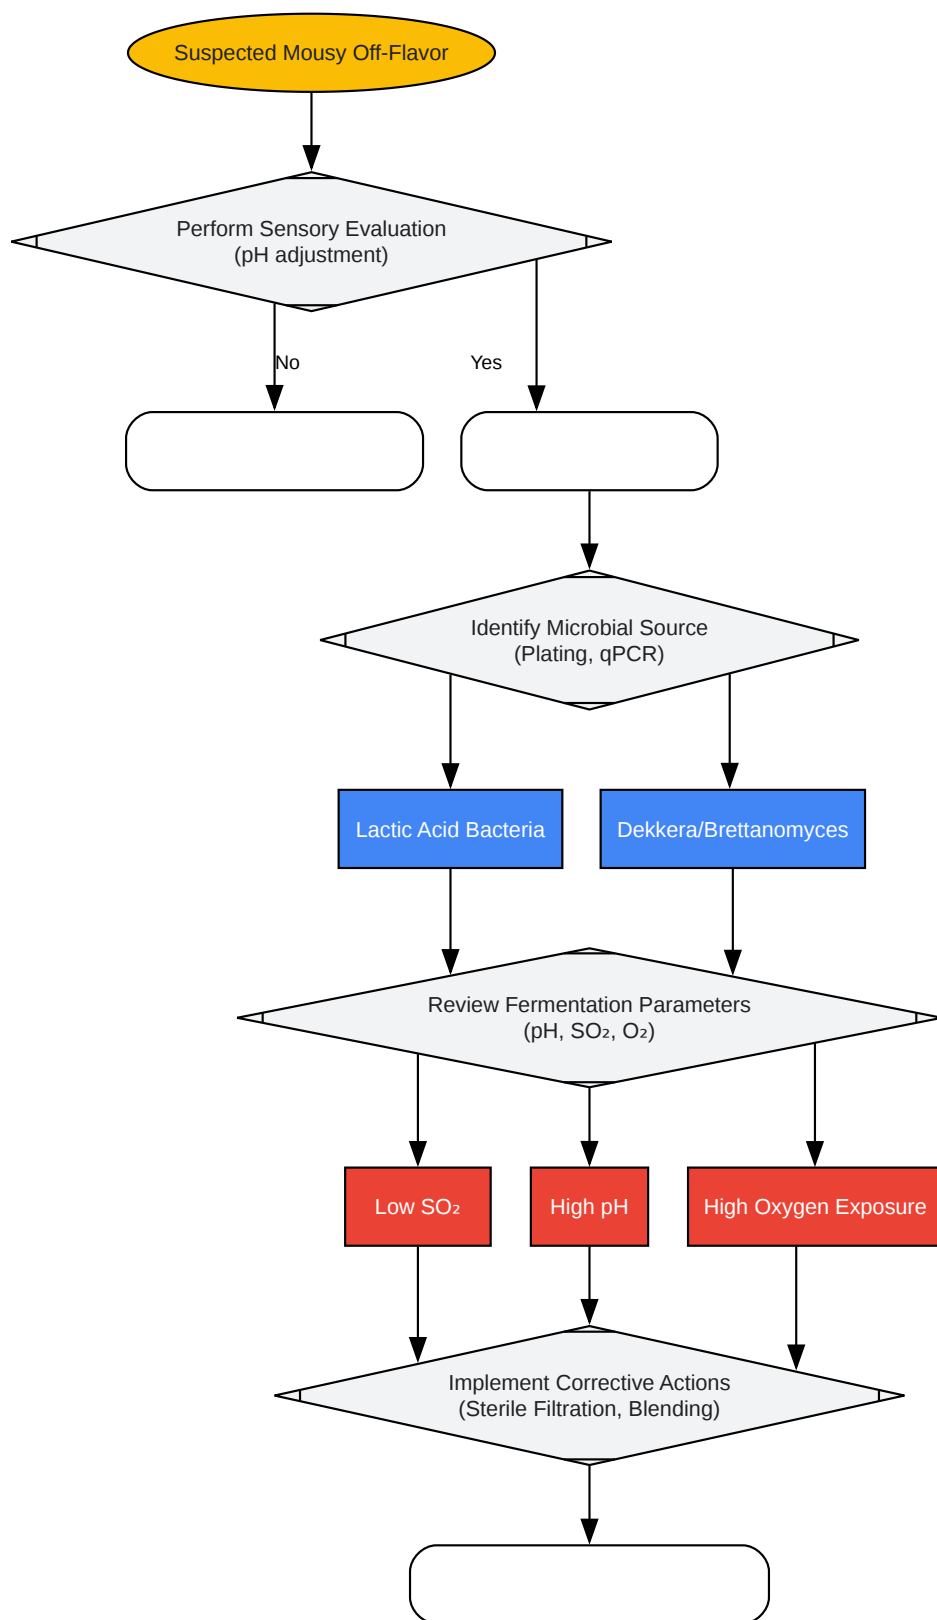 Suspected Mousy Off-Flavor
Perform Sensory Evaluation
(pH adjustment)
No
Yes
Identify Microbial Source
(Plating, qPCR)
Lactic Acid Bacteria
Dekkera/Brettanomyces
Review Fermentation Parameters
(pH, SO₂, O₂)
Low SO₂
High pH
High Oxygen Exposure
Implement Corrective Actions
(Sterile Filtration, Blending)